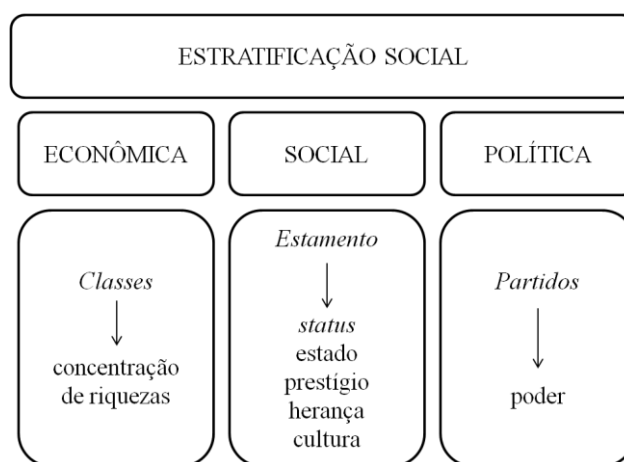 ESTRATIFICAÇÃO SOCIAL
ECONÔMICA
SOCIAL
POLÍTICA
Classes
concentração
de riquezas
Estamento
status
estado
prestígio
herança
cultura
Partidos
poder